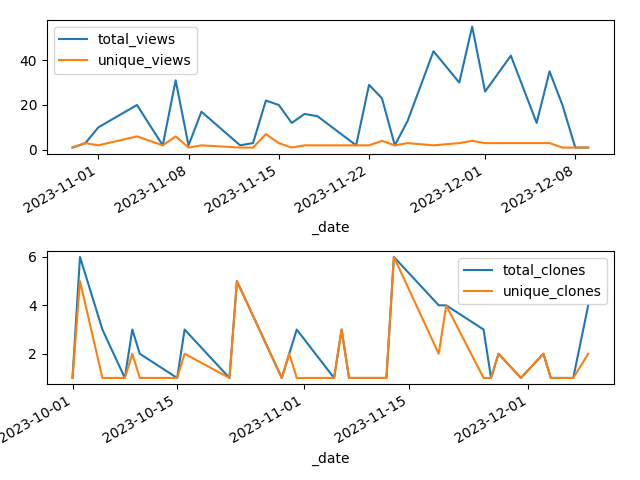 total_views
unique_views
40
20
0
2023-11-01
2023-11-08
2023-11-15
2023-11-22
2023-12-01
2023-12-08
_date
total_clones
unique_clones
6
4
2
2023-10-01
2023-10-15
2023-11-01
2023-11-15
2023-12-01
_date